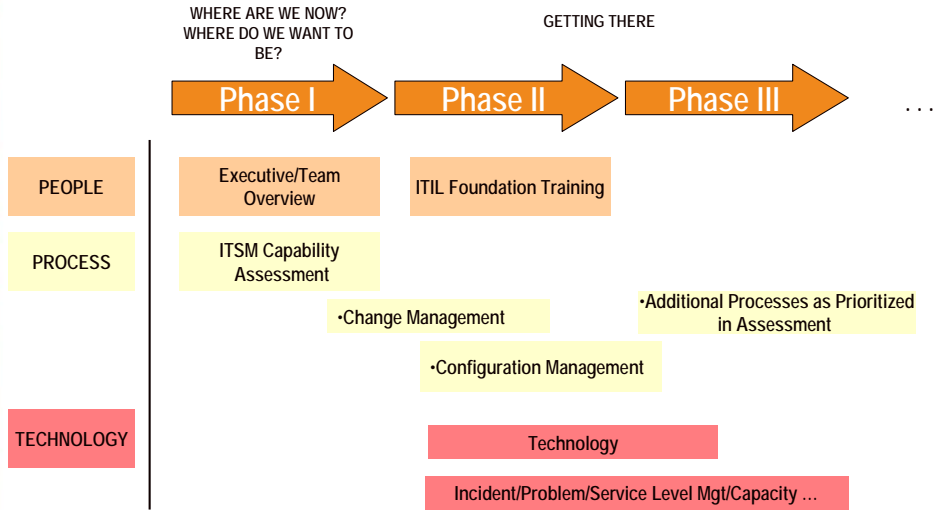 WHERE ARE WE NOW?
WHERE DO WE WANT TO
BE?
GETTING THERE
Phase I
Phase II
Phase III
. . .
PEOPLE
Executive/Team
Overview
ITIL Foundation Training
PROCESS
ITSM Capability
Assessment
•Change Management
•Additional Processes as Prioritized
in Assessment
•Configuration Management
TECHNOLOGY
Technology
Incident/Problem/Service Level Mgt/Capacity ...